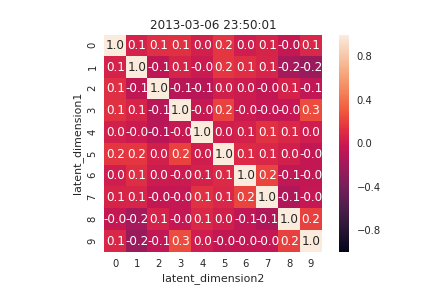 2013-03-06 23:50:01
latent_dimension1
0 1.0 0.1 0.1 0.1 0.0 0.2 0.0 0.1 -0.0 0.1
1 0.1 1.0 -0.1 0.1 -0.0 0.2 0.1 0.1 -0.2 -0.2
2 0.1 -0.1 1.0 -0.1 -0.1 0.0 0.0 0.0 0.1 -0.1
3 0.1 0.1 -0.1 1.0 -0.0 0.2 -0.0 -0.0 -0.0 0.3
4 0.0 -0.0 -0.1 -0.0 1.0 0.0 0.1 0.1 0.1 0.0
5 0.2 0.2 0.0 0.2 0.0 1.0 0.1 0.1 0.0 -0.0
6 0.0 0.1 0.0 -0.0 0.1 0.1 1.0 0.2 -0.1 -0.0
7 0.1 0.1 0.0 -0.0 0.1 0.1 0.2 1.0 -0.1 -0.0
8 -0.0 -0.2 0.1 -0.0 0.1 0.0 -0.1 -0.1 1.0 0.2
9 0.1 -0.2 -0.1 0.3 0.0 -0.0 -0.0 -0.0 0.2 1.0
0 1 2 3 4 5 6 7 8 9
latent_dimension2
0.8
0.4
0.0
-0.4
-0.8